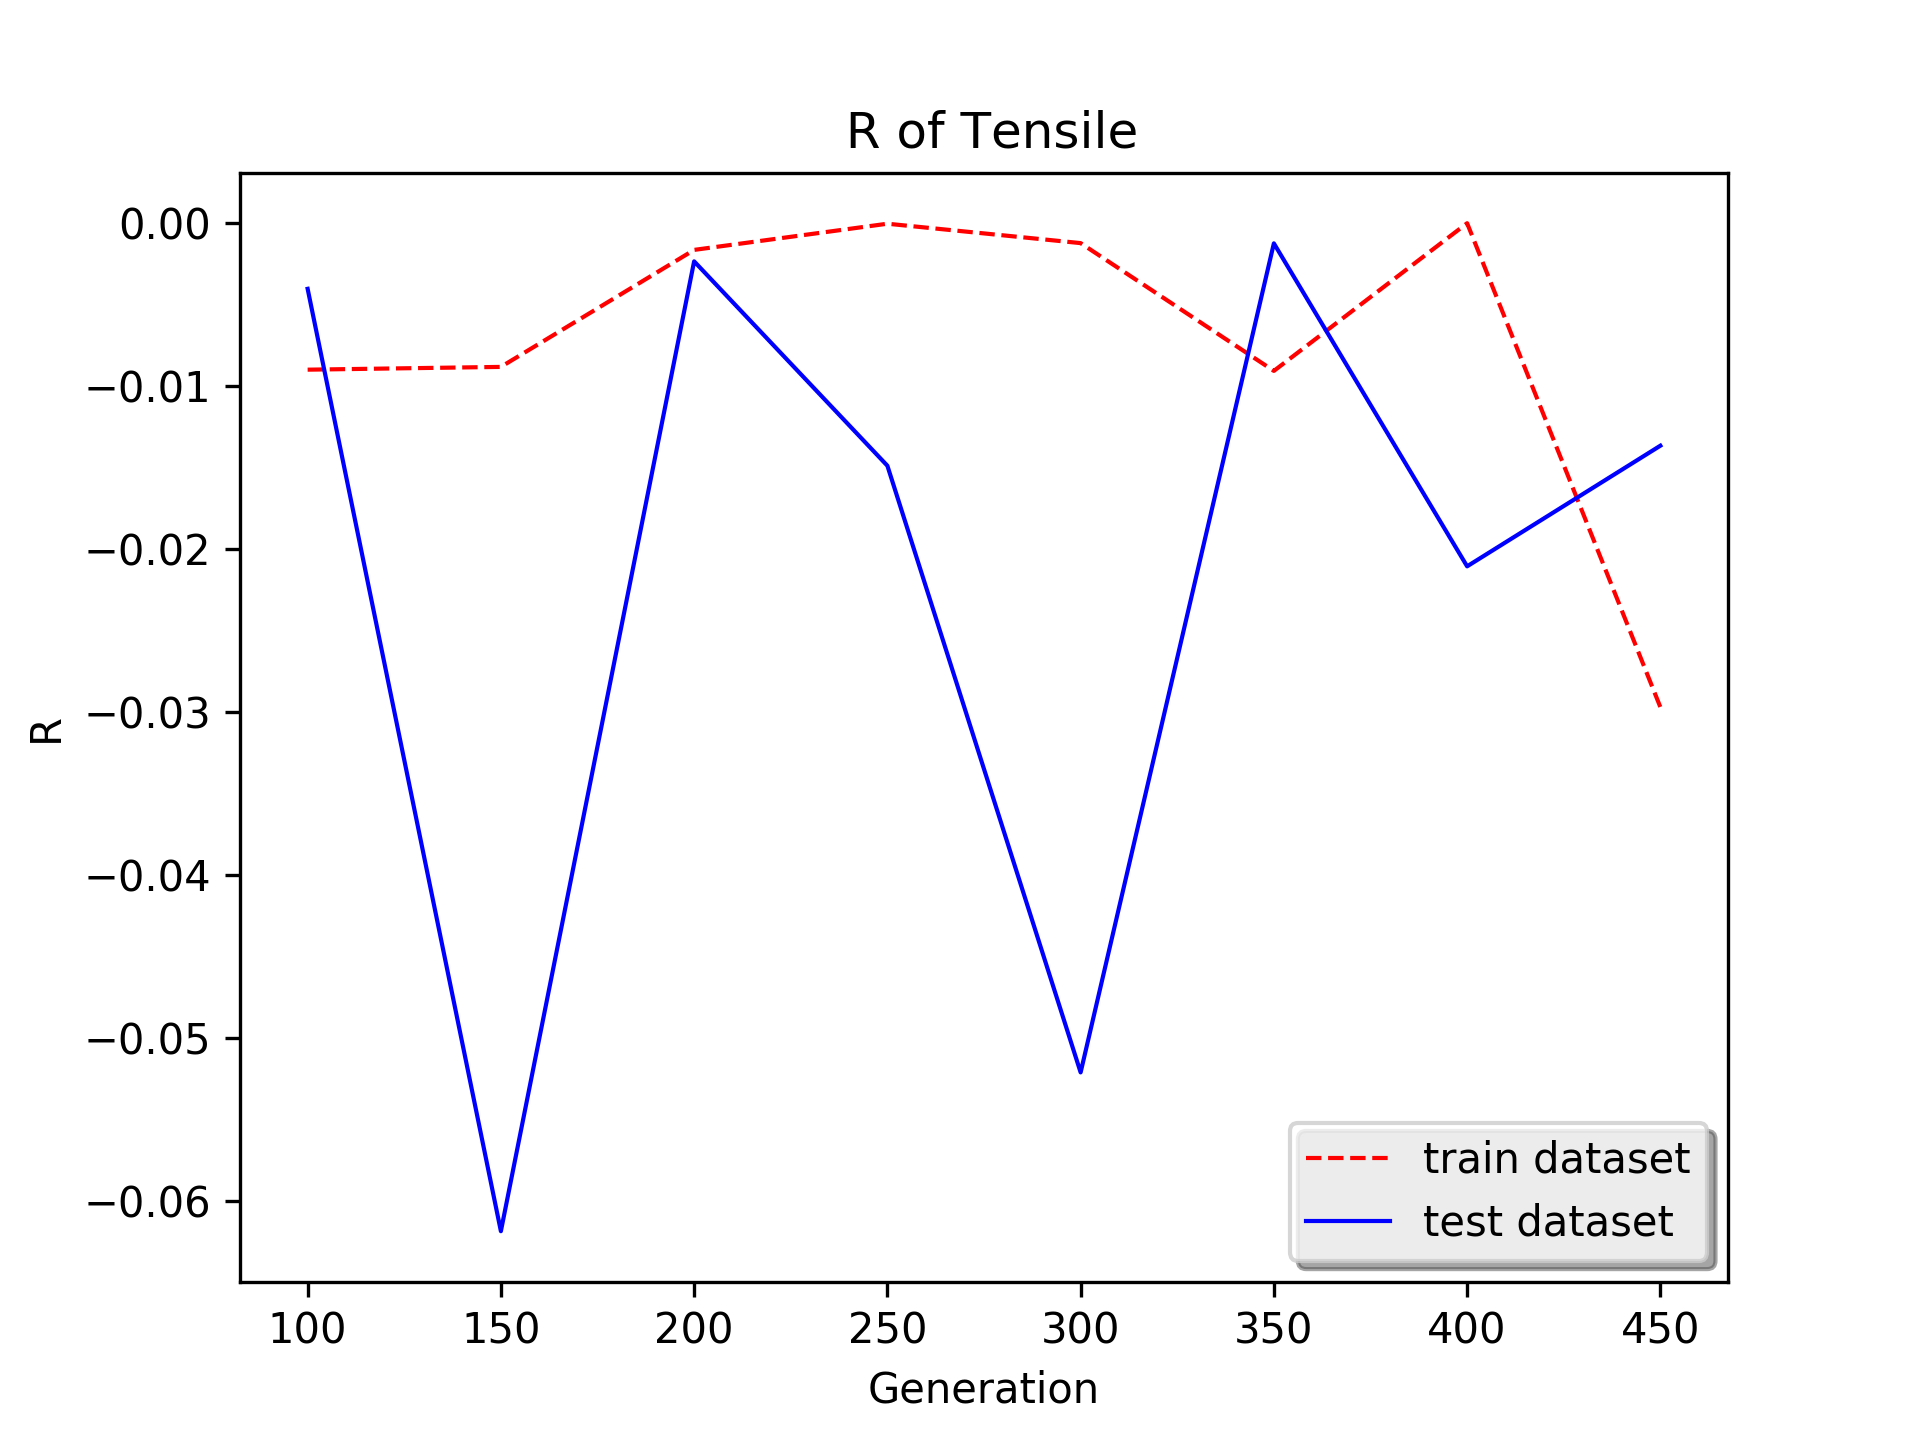 R of Tensile
0.00
−0.01
−0.02
−0.03
−0.04
−0.05
−0.06
R
train dataset
test dataset
100 150 200 250 300 350 400 450
Generation